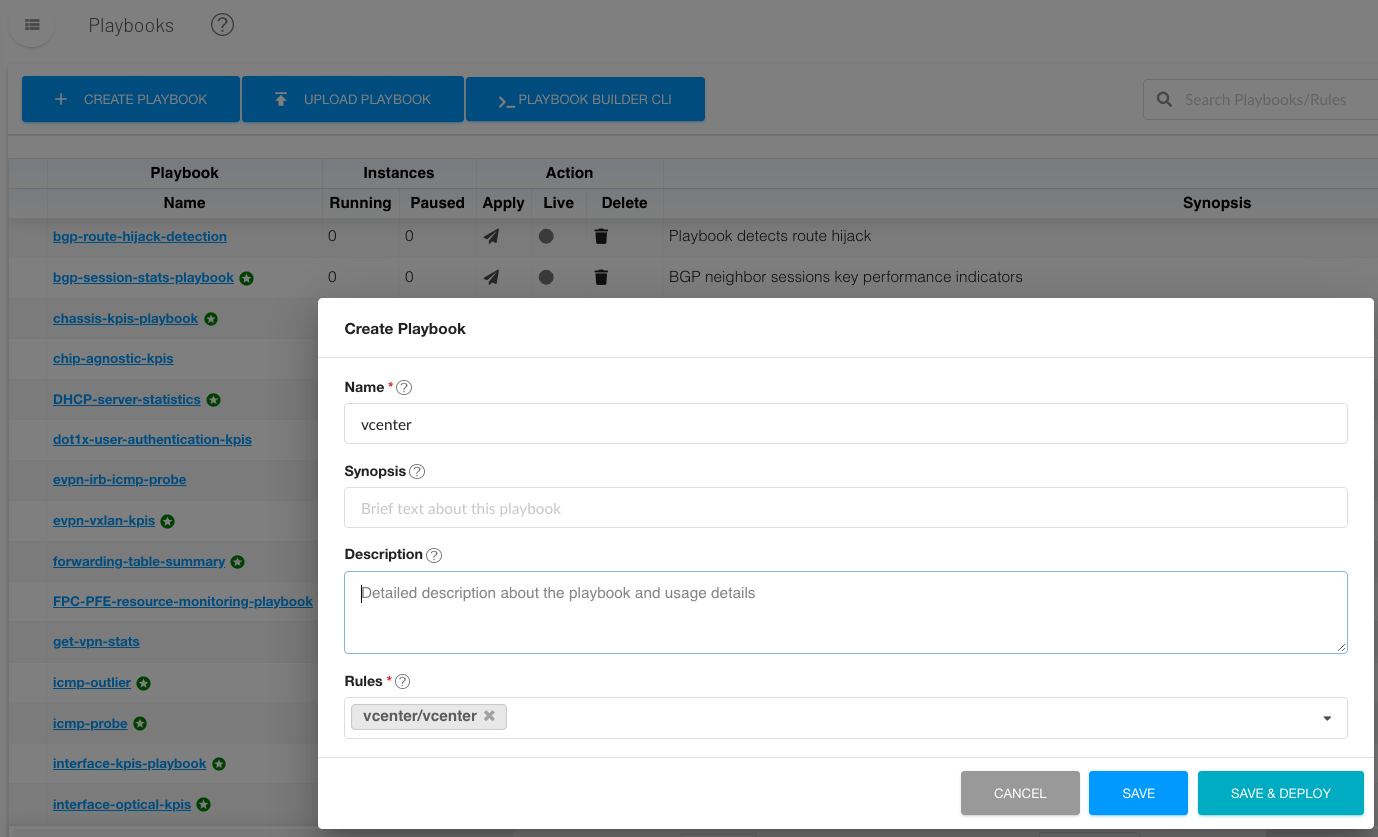 Playbooks ?
+ CREATE PLAYBOOK UPLOAD PLAYBOOK PLAYBOOK BUILDER CLI Search Playbooks/Rules
Playbook Instances Action
Name Running Paused Apply Live Delete Synopsis
bgp-route-hijack-detection 0 0 Playbook detects route hijack
bgp-session-stats-playbook 0 0 BGP neighbor sessions key performance indicators
chassis-kpis-playbook
chip-agnostic-kpis
DHCP-server-statistics
dot1x-user-authentication-kpis
evpn-irb-icmp-probe
evpn-vxlan-kpis
forwarding-table-summary
FPC-PFE-resource-monitoring-playbook
get-vpn-stats
icmp-outlier
icmp-probe
interface-kpis-playbook
interface-optical-kpis
Create Playbook
Name * ?
vcenter
Synopsis ?
Brief text about this playbook
Description ?
Detailed description about the playbook and usage details
Rules * ?
vcenter/vcenter ✖
CANCEL SAVE SAVE & DEPLOY